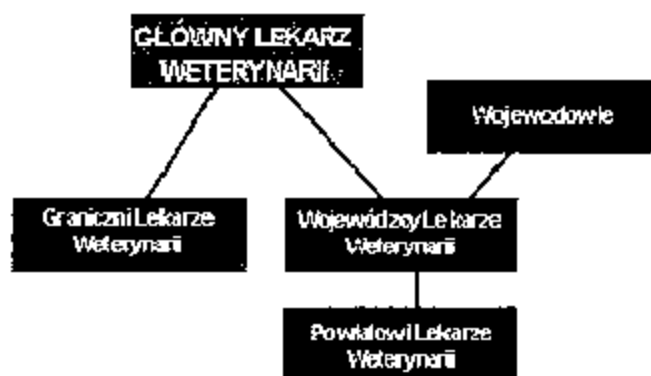 GŁÓWNY LEKARZ
WETERYNARII
Wojewodowie
Graniczni Lekarze
Weterynarii
Wojewódzcy Lekarze
Weterynarii
Powiatowi Lekarze
Weterynarii